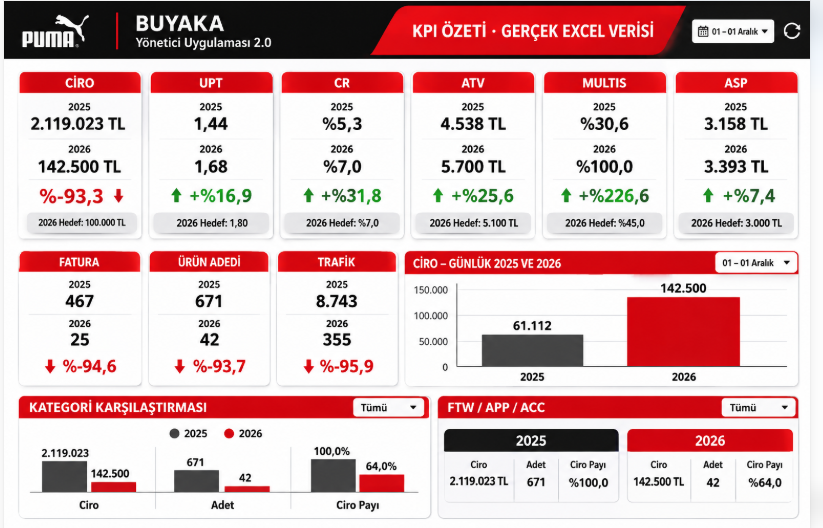 PUMA
BUYAKA
Yönetici Uygulaması 2.0
KPI ÖZETİ · GERÇEK EXCEL VERİSİ
01 – 01 Aralık
CİRO
2025
2.119.023 TL
2026
142.500 TL
%-93,3
2026 Hedef: 100.000 TL
UPT
2025
1,44
2026
1,68
+%16,9
2026 Hedef: 1,80
CR
2025
%5,3
2026
%7,0
+%31,8
2026 Hedef: %7,0
ATV
2025
4.538 TL
2026
5.700 TL
+%25,6
2026 Hedef: 5.100 TL
MULTIS
2025
%30,6
2026
%100,0
+%226,6
2026 Hedef: %45,0
ASP
2025
3.158 TL
2026
3.393 TL
+%7,4
2026 Hedef: 3.000 TL
FATURA
2025
467
2026
25
%-94,6
ÜRÜN ADEDİ
2025
671
2026
42
%-93,7
TRAFİK
2025
8.743
2026
355
%-95,9
CİRO – GÜNLÜK 2025 VE 2026
01 – 01 Aralık
150.000
100.000
50.000
0
61.112
142.500
2025
2026
KATEGORİ KARŞILAŞTIRMASI
Tümü
2025
2026
2.119.023
142.500
Ciro
671
42
Adet
100,0%
64,0%
Ciro Payı
FTW / APP / ACC
Tümü
2025
Ciro
Adet
Ciro Payı
2.119.023 TL
671
%100,0
2026
Ciro
Adet
Ciro Payı
142.500 TL
42
%64,0